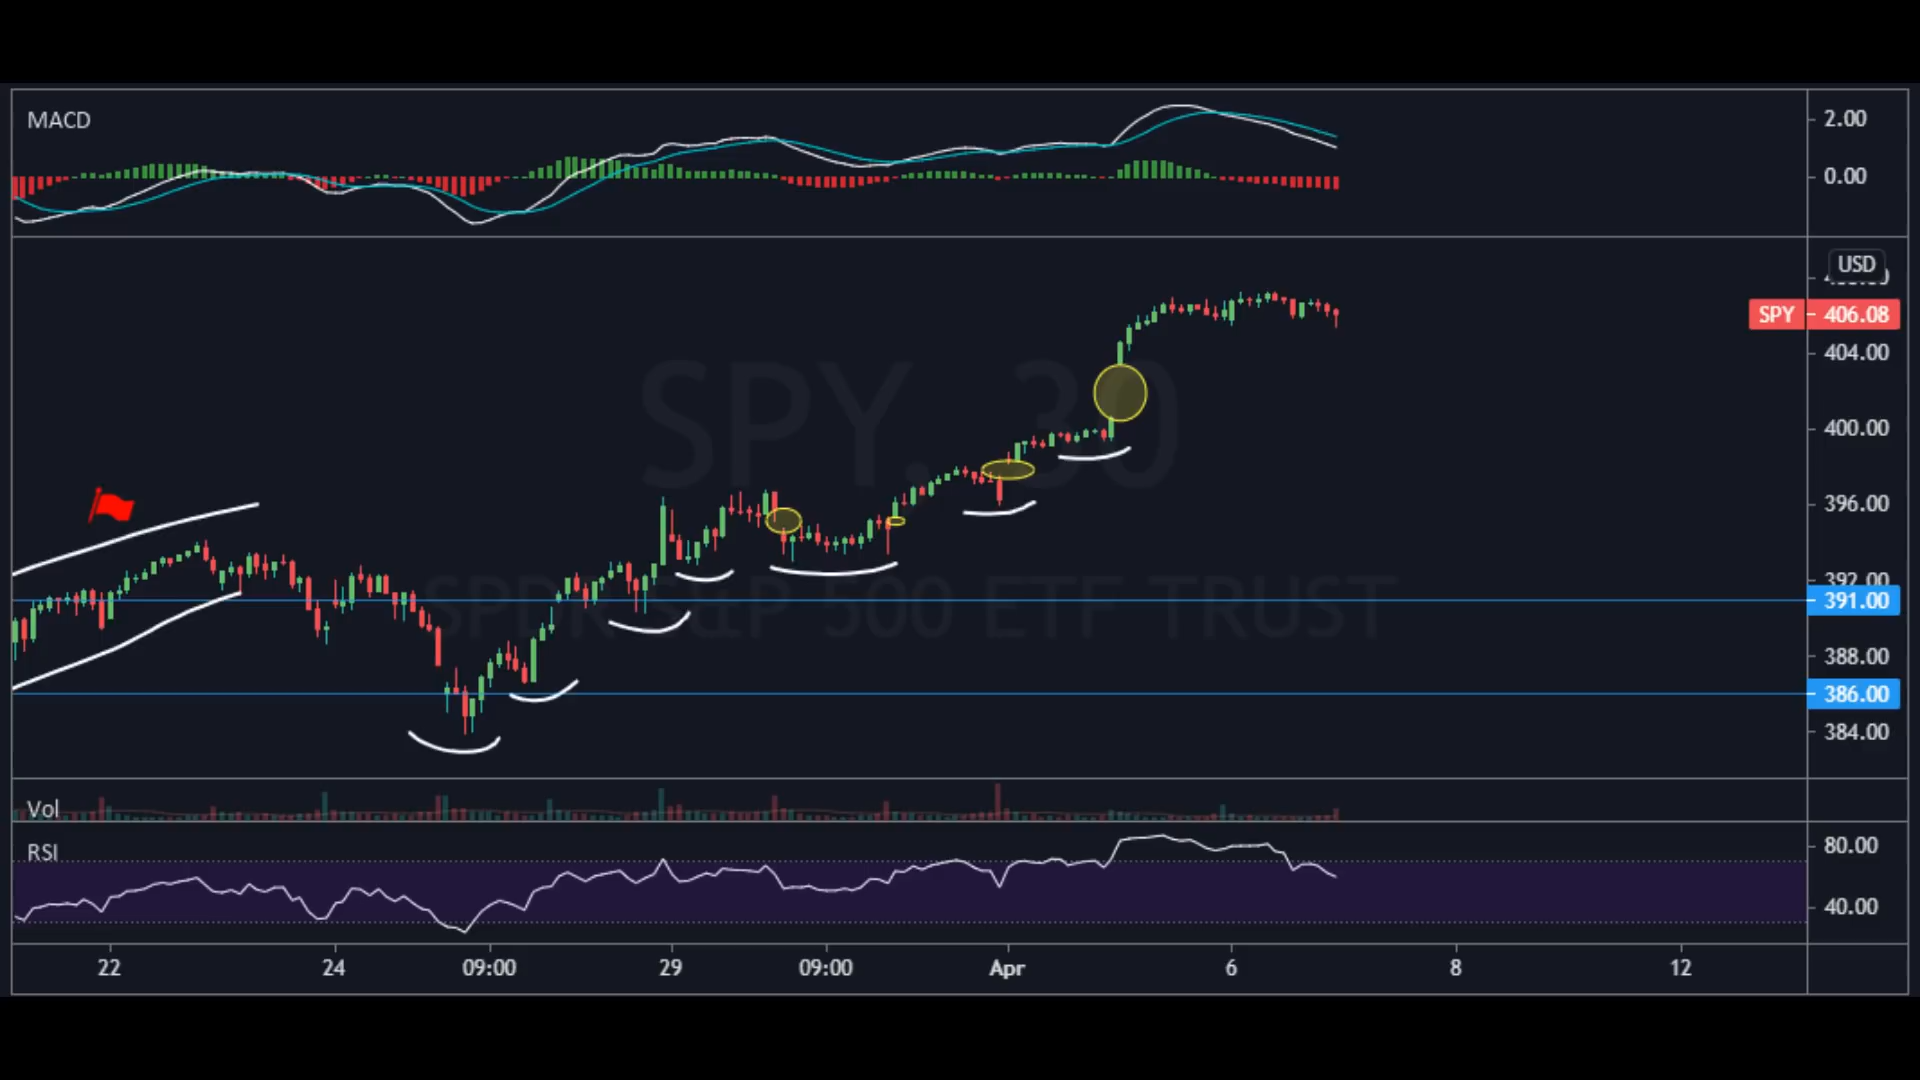 MACD
2.00
0.00
USD
SPY 406.08
404.00
SPY, 30
400.00
396.00
392.00
SPDR S&P 500 ETF TRUST
391.00
388.00
386.00
384.00
Vol
RSI
80.00
40.00
22 24 09:00 29 09:00 Apr 6 8 12